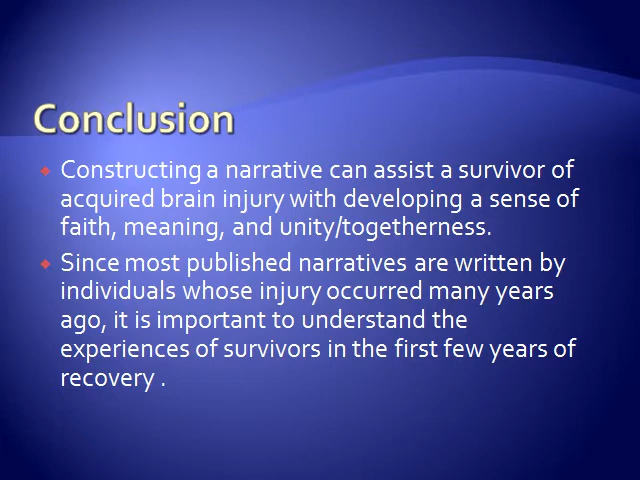 Conclusion
Constructing a narrative can assist a survivor of
acquired brain injury with developing a sense of
faith, meaning, and unity/togetherness.
Since most published narratives are written by
individuals whose injury occurred many years
ago, it is important to understand the
experiences of survivors in the first few years of
recovery .